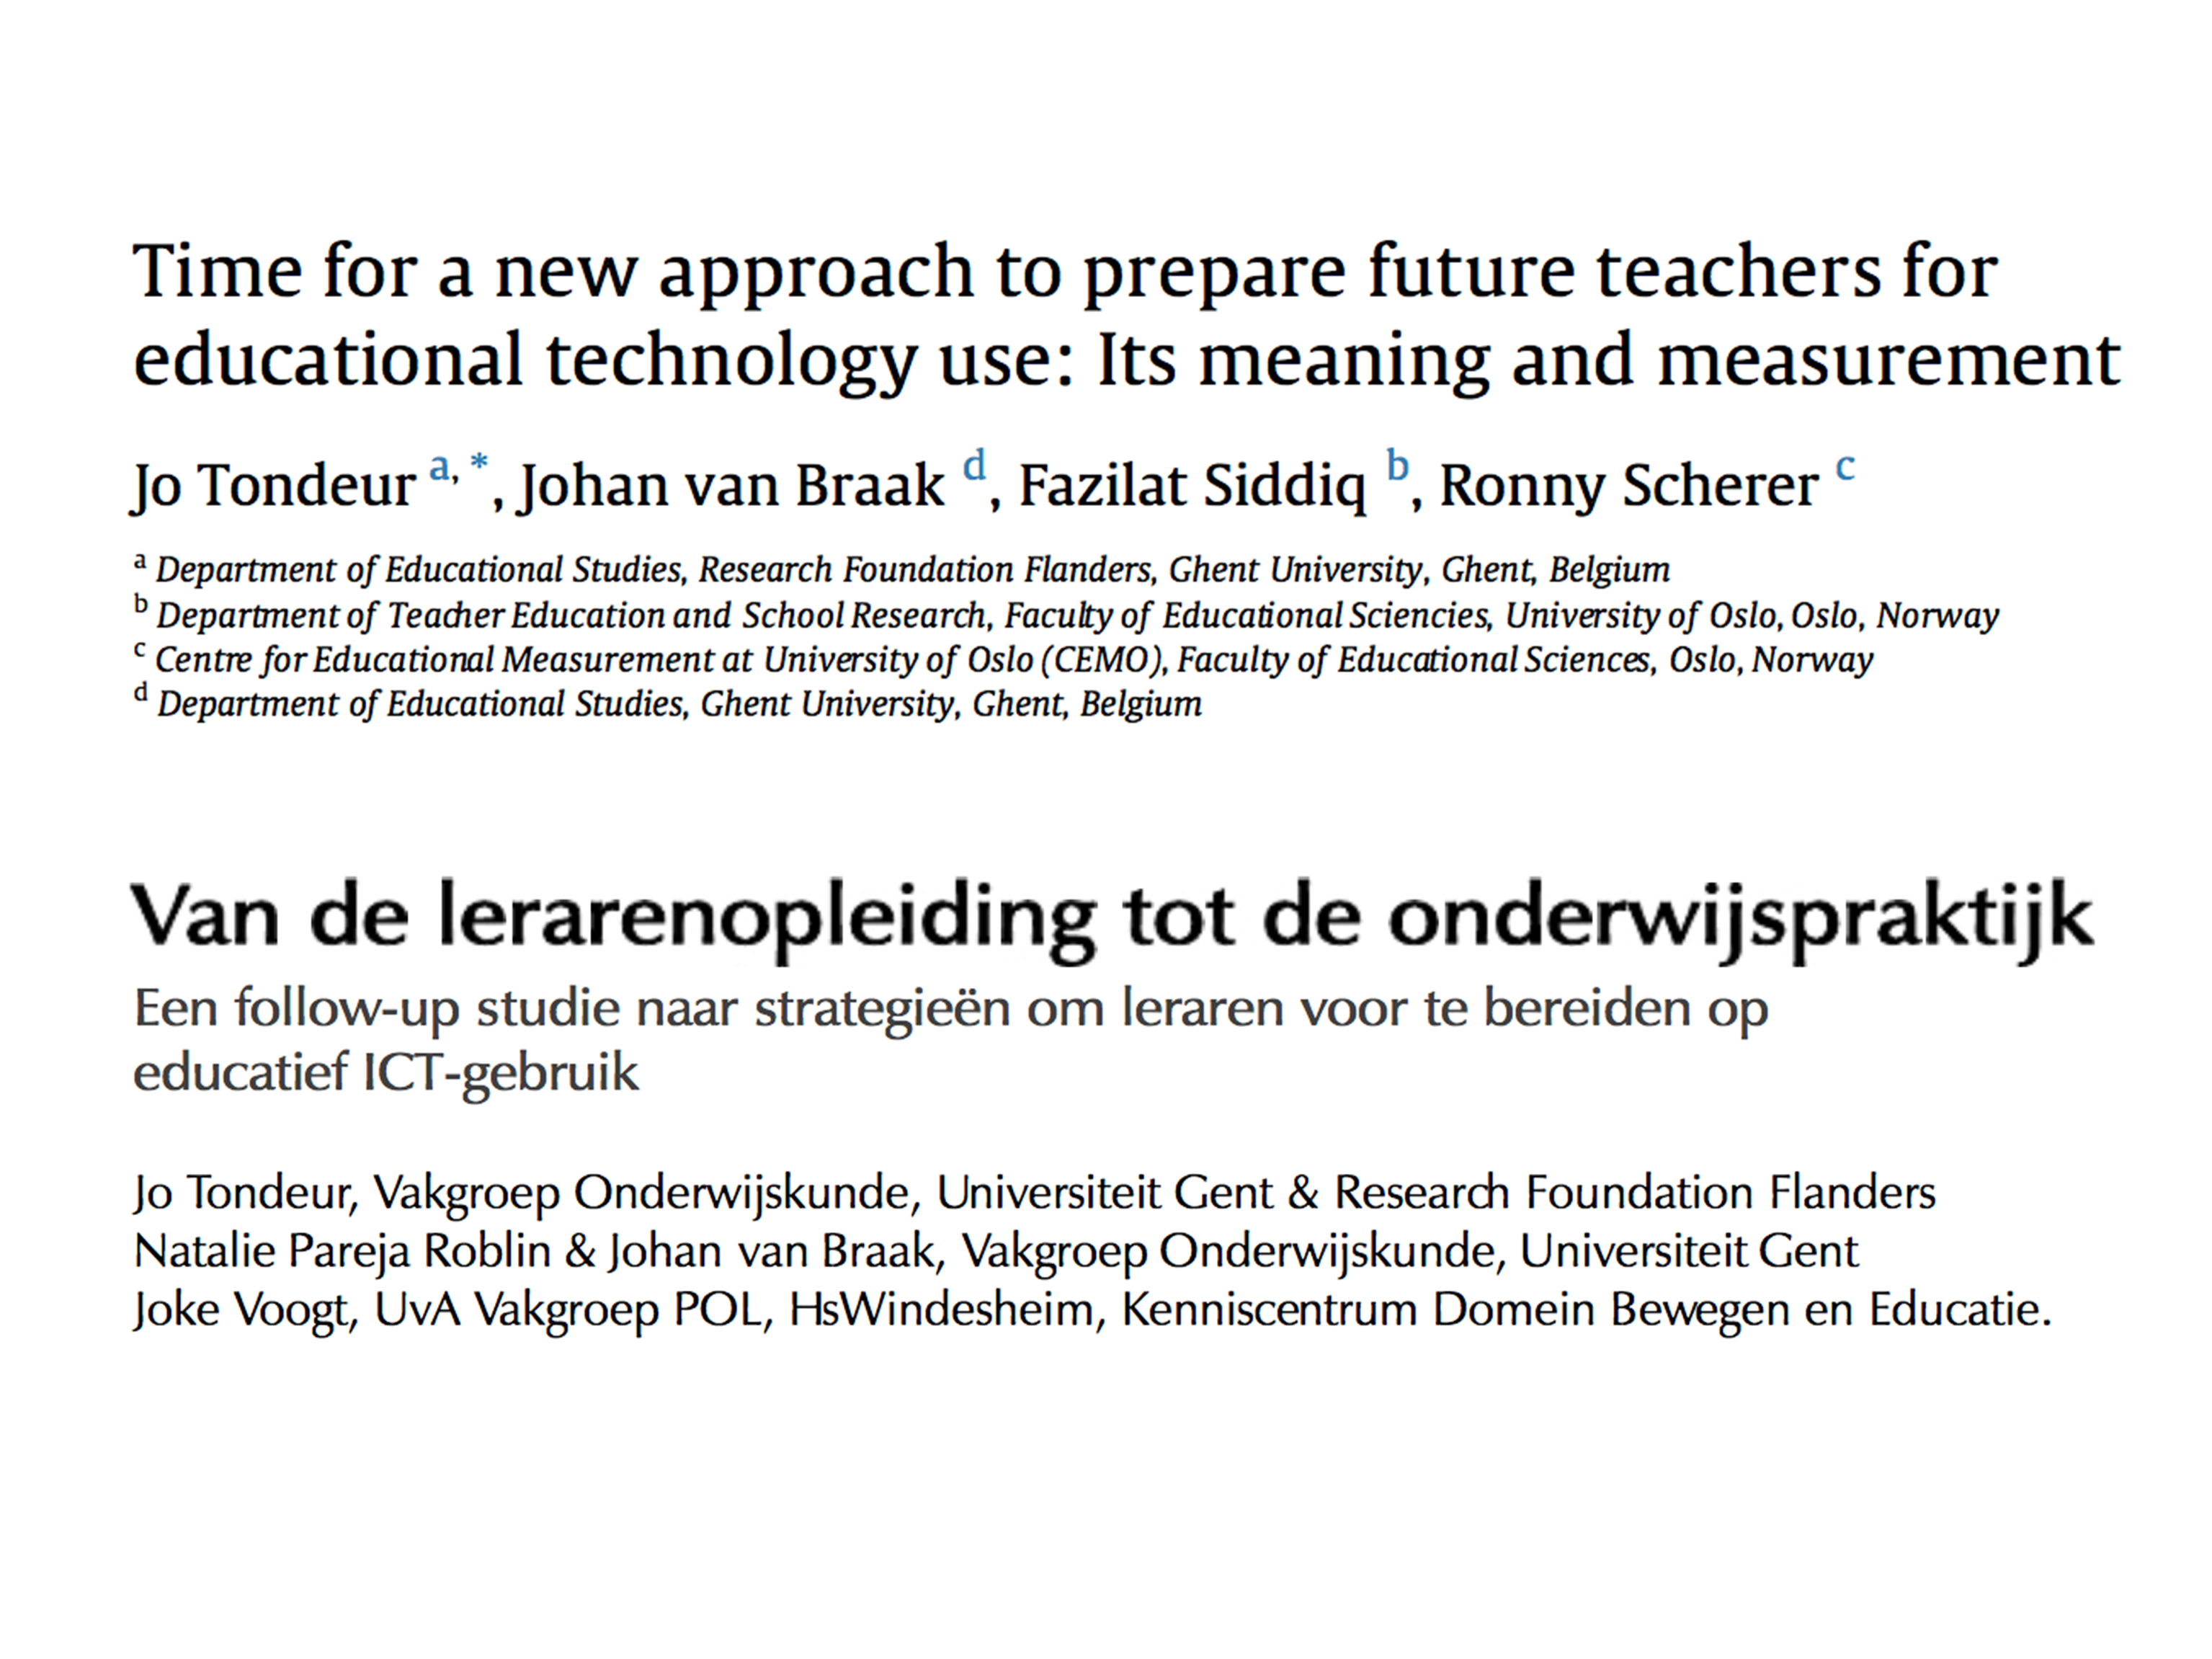 Time for a new approach to prepare future teachers for
educational technology use: Its meaning and measurement
Jo Tondeur a, *, Johan van Braak d, Fazilat Siddiq b, Ronny Scherer c
a Department of Educational Studies, Research Foundation Flanders, Ghent University, Ghent, Belgium
b Department of Teacher Education and School Research, Faculty of Educational Sciencies, University of Oslo, Oslo, Norway
c Centre for Educational Measurement at University of Oslo (CEMO), Faculty of Educational Sciences, Oslo, Norway
d Department of Educational Studies, Ghent University, Ghent, Belgium
Van de lerarenopleiding tot de onderwijspraktijk
Een follow-up studie naar strategieën om leraren voor te bereiden op
educatief ICT-gebruik
Jo Tondeur, Vakgroep Onderwijskunde, Universiteit Gent & Research Foundation Flanders
Natalie Pareja Roblin & Johan van Braak, Vakgroep Onderwijskunde, Universiteit Gent
Joke Voogt, UvA Vakgroep POL, HsWindesheim, Kenniscentrum Domein Bewegen en Educatie.